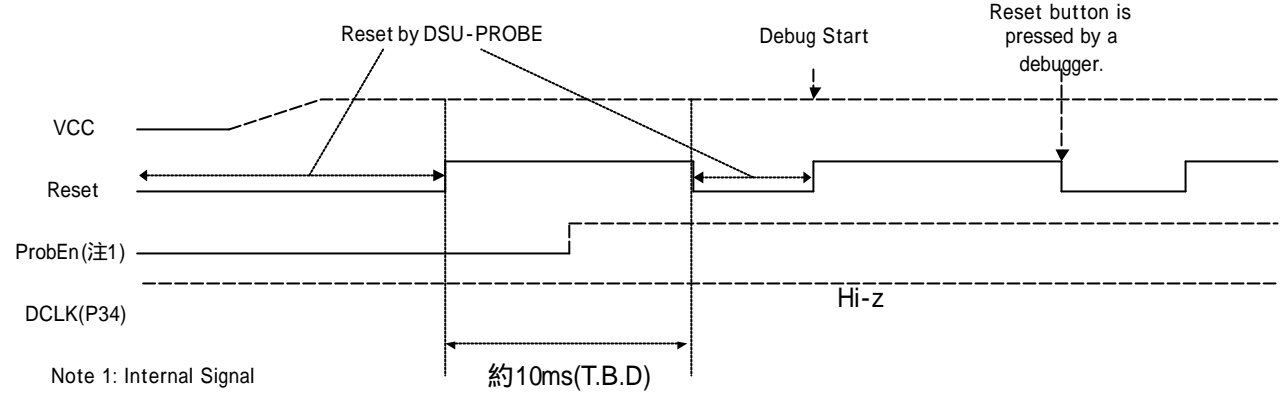 Reset by DSU-PROBE
Debug Start
Reset button is
pressed by a
debugger.
VCC
Reset
ProbEn(注1)
DCLK(P34)
Hi-z
Note 1: Internal Signal
約10ms(T.B.D)